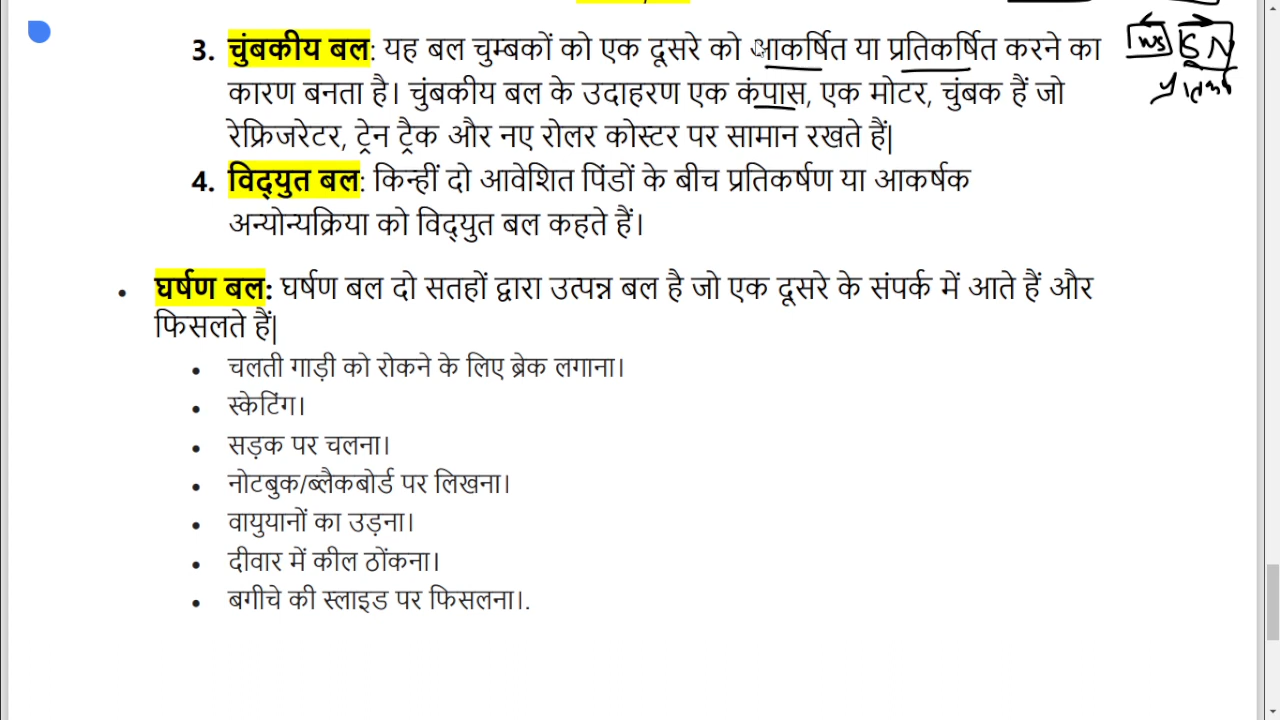 3. चुंबकीय बल: यह बल चुम्बकों को एक दूसरे को आकर्षित या प्रतिकर्षित करने का
कारण बनता है। चुंबकीय बल के उदाहरण एक कंपास, एक मोटर, चुंबक हैं जो
रेफ्रिजरेटर, ट्रेन ट्रैक और नए रोलर कोस्टर पर सामान रखते हैं|
4. विद्युत बल: किन्हीं दो आवेशित पिंडों के बीच प्रतिकर्षण या आकर्षक
अन्योन्यक्रिया को विद्युत बल कहते हैं।
• घर्षण बल: घर्षण बल दो सतहों द्वारा उत्पन्न बल है जो एक दूसरे के संपर्क में आते हैं और
फिसलते हैं|
• चलती गाड़ी को रोकने के लिए ब्रेक लगाना।
• स्केटिंग।
• सड़क पर चलना।
• नोटबुक/ब्लैकबोर्ड पर लिखना।
• वायुयानों का उड़ना।
• दीवार में कील ठोंकना।
• बगीचे की स्लाइड पर फिसलना।.
S N